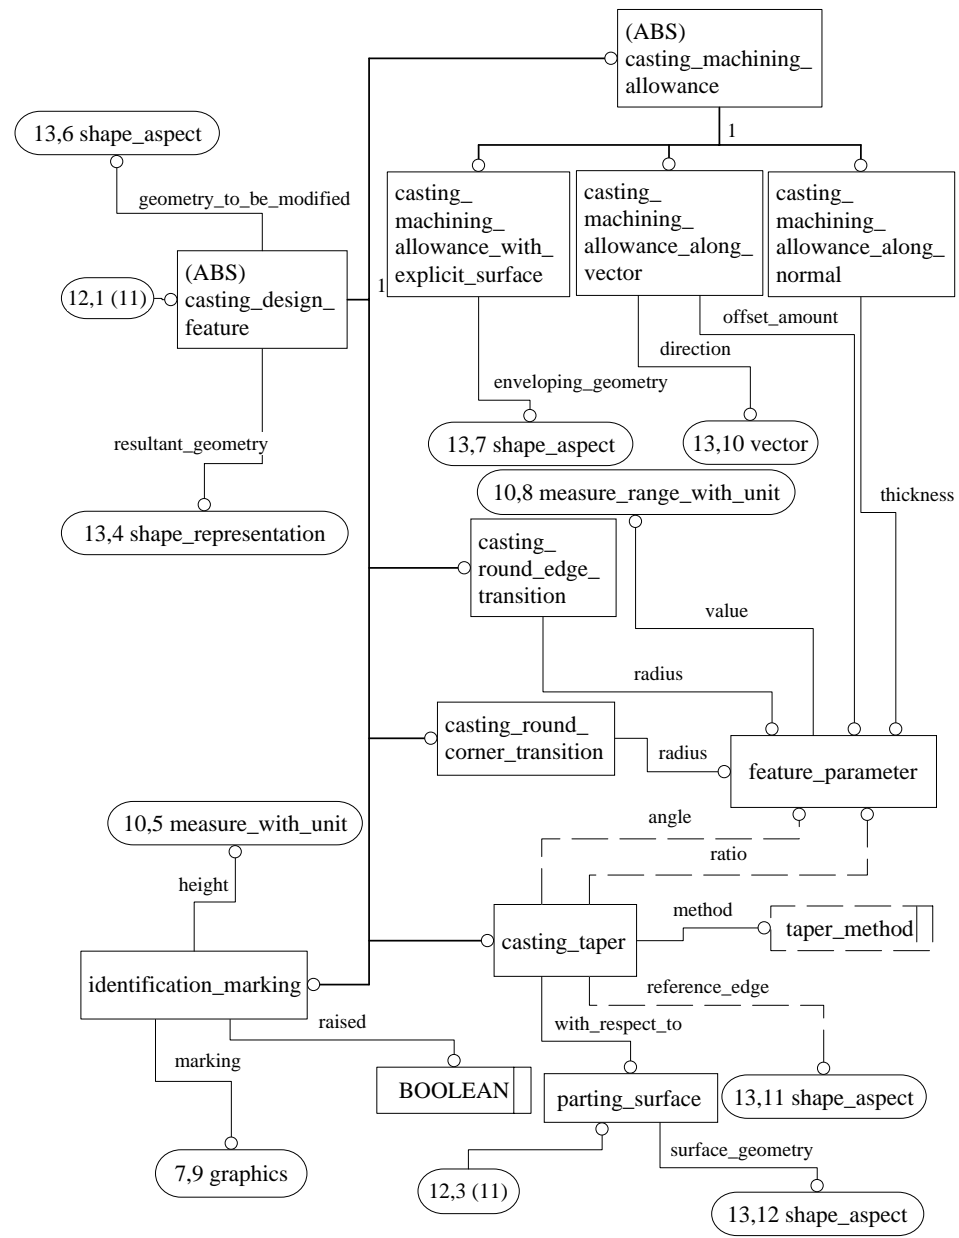 (ABS)
casting_machining_
allowance
1
13,6 shape_aspect
geometry_to_be_modified
casting_
machining_
allowance_with_
explicit_surface
casting_
machining_
allowance_along_
vector
casting_
machining_
allowance_along_
normal
(ABS)
casting_design_
feature
12,1 (11)
1
offset_amount
direction
enveloping_geometry
resultant_geometry
13,7 shape_aspect
13,10 vector
10,8 measure_range_with_unit
thickness
13,4 shape_representation
casting_
round_edge_
transition
value
radius
casting_round_
corner_transition
radius
feature_parameter
10,5 measure_with_unit
angle
ratio
height
method
casting_taper
taper_method
identification_marking
reference_edge
raised
with_respect_to
marking
BOOLEAN
parting_surface
13,11 shape_aspect
surface_geometry
7,9 graphics
12,3 (11)
13,12 shape_aspect